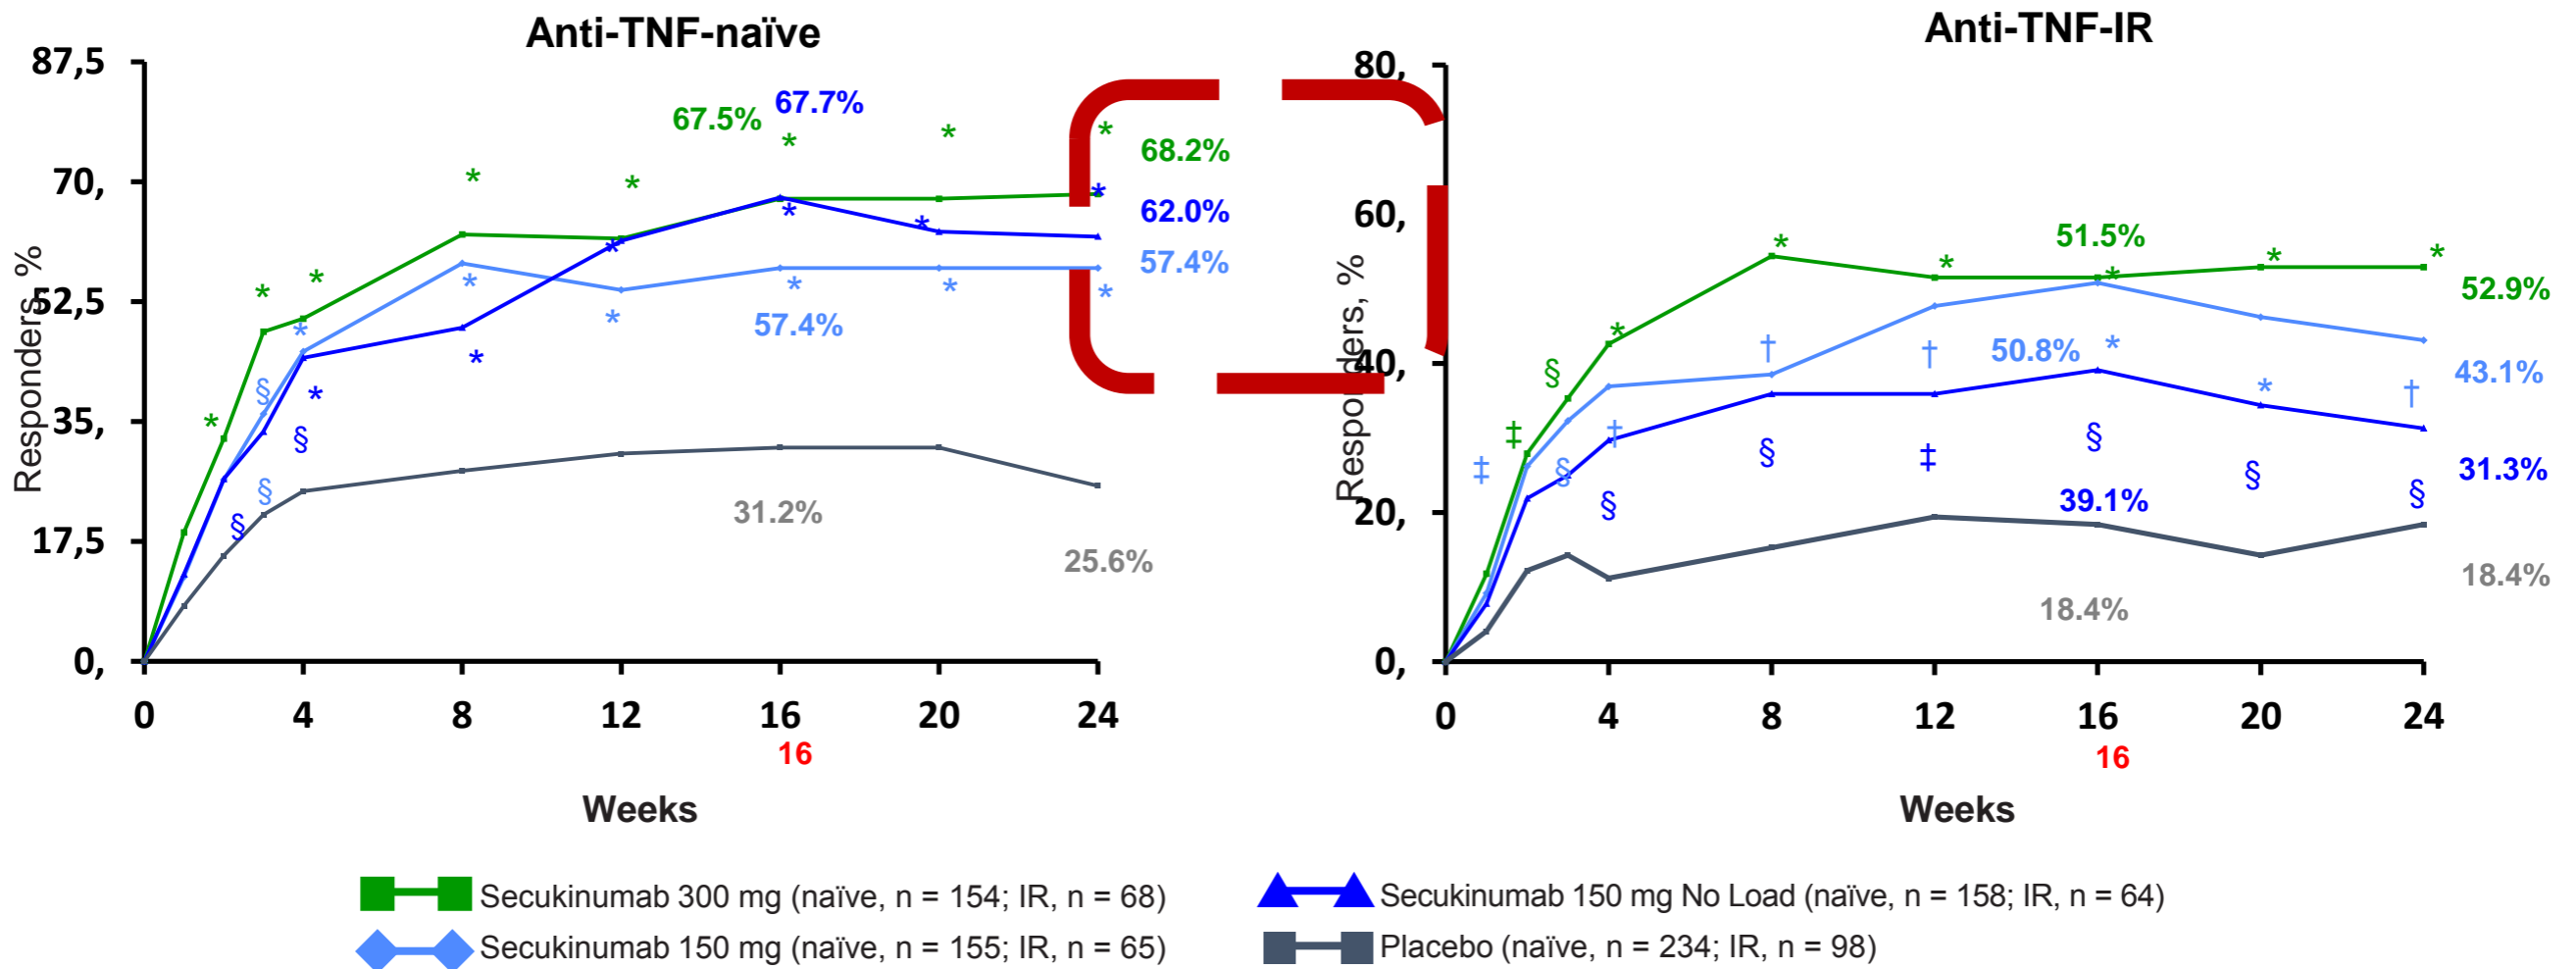 Anti-TNF-naïve
87,5
70,
52,5
35,
17,5
0,
Responders, %
67.5%
67.7%
68.2%
62.0%
57.4%
57.4%
31.2%
25.6%
* * * * * * * *
* * * * * *
* * * * * *
§ § § §
0 4 8 12 16 20 24
16
Weeks
Anti-TNF-IR
80,
60,
40,
20,
0,
Responders, %
51.5%
52.9%
50.8%
43.1%
39.1%
31.3%
18.4%
18.4%
‡ § * * * * * *
‡ § † † † * * †
§ § ‡ § § §
0 4 8 12 16 20 24
16
Weeks
Secukinumab 300 mg (naïve, n = 154; IR, n = 68)
Secukinumab 150 mg No Load (naïve, n = 158; IR, n = 64)
Secukinumab 150 mg (naïve, n = 155; IR, n = 65)
Placebo (naïve, n = 234; IR, n = 98)